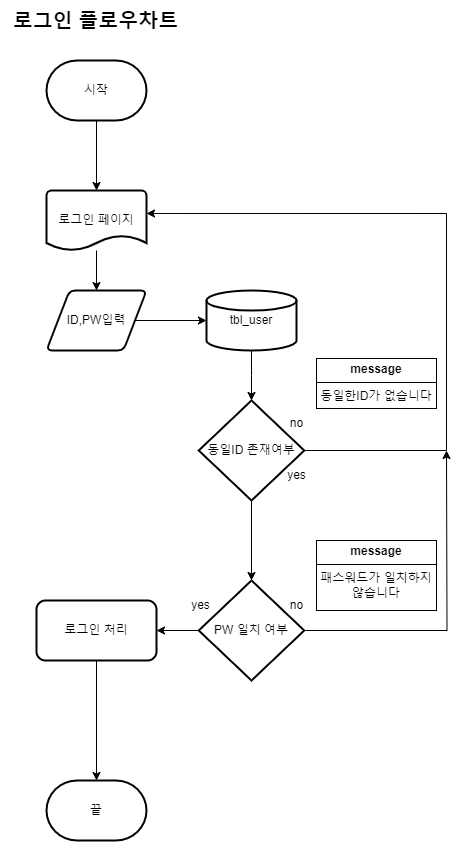 로그인 플로우차트
시작
로그인 페이지
ID,PW입력
tbl_user
message
동일한ID가 없습니다
no
동일ID 존재여부
yes
message
패스워드가 일치하지
않습니다
yes
no
로그인 처리
PW 일치 여부
끝